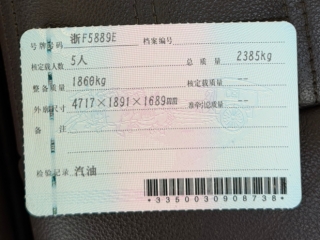 号牌号码 浙F5889E 档案编号
核定载人数 5人 总质量 2385kg
整备质量 1860kg 核定载质量 --
外廓尺寸 4717×1891×1689mm 准牵引总质量 --
备注
检验记录 汽油
*3350030908738*